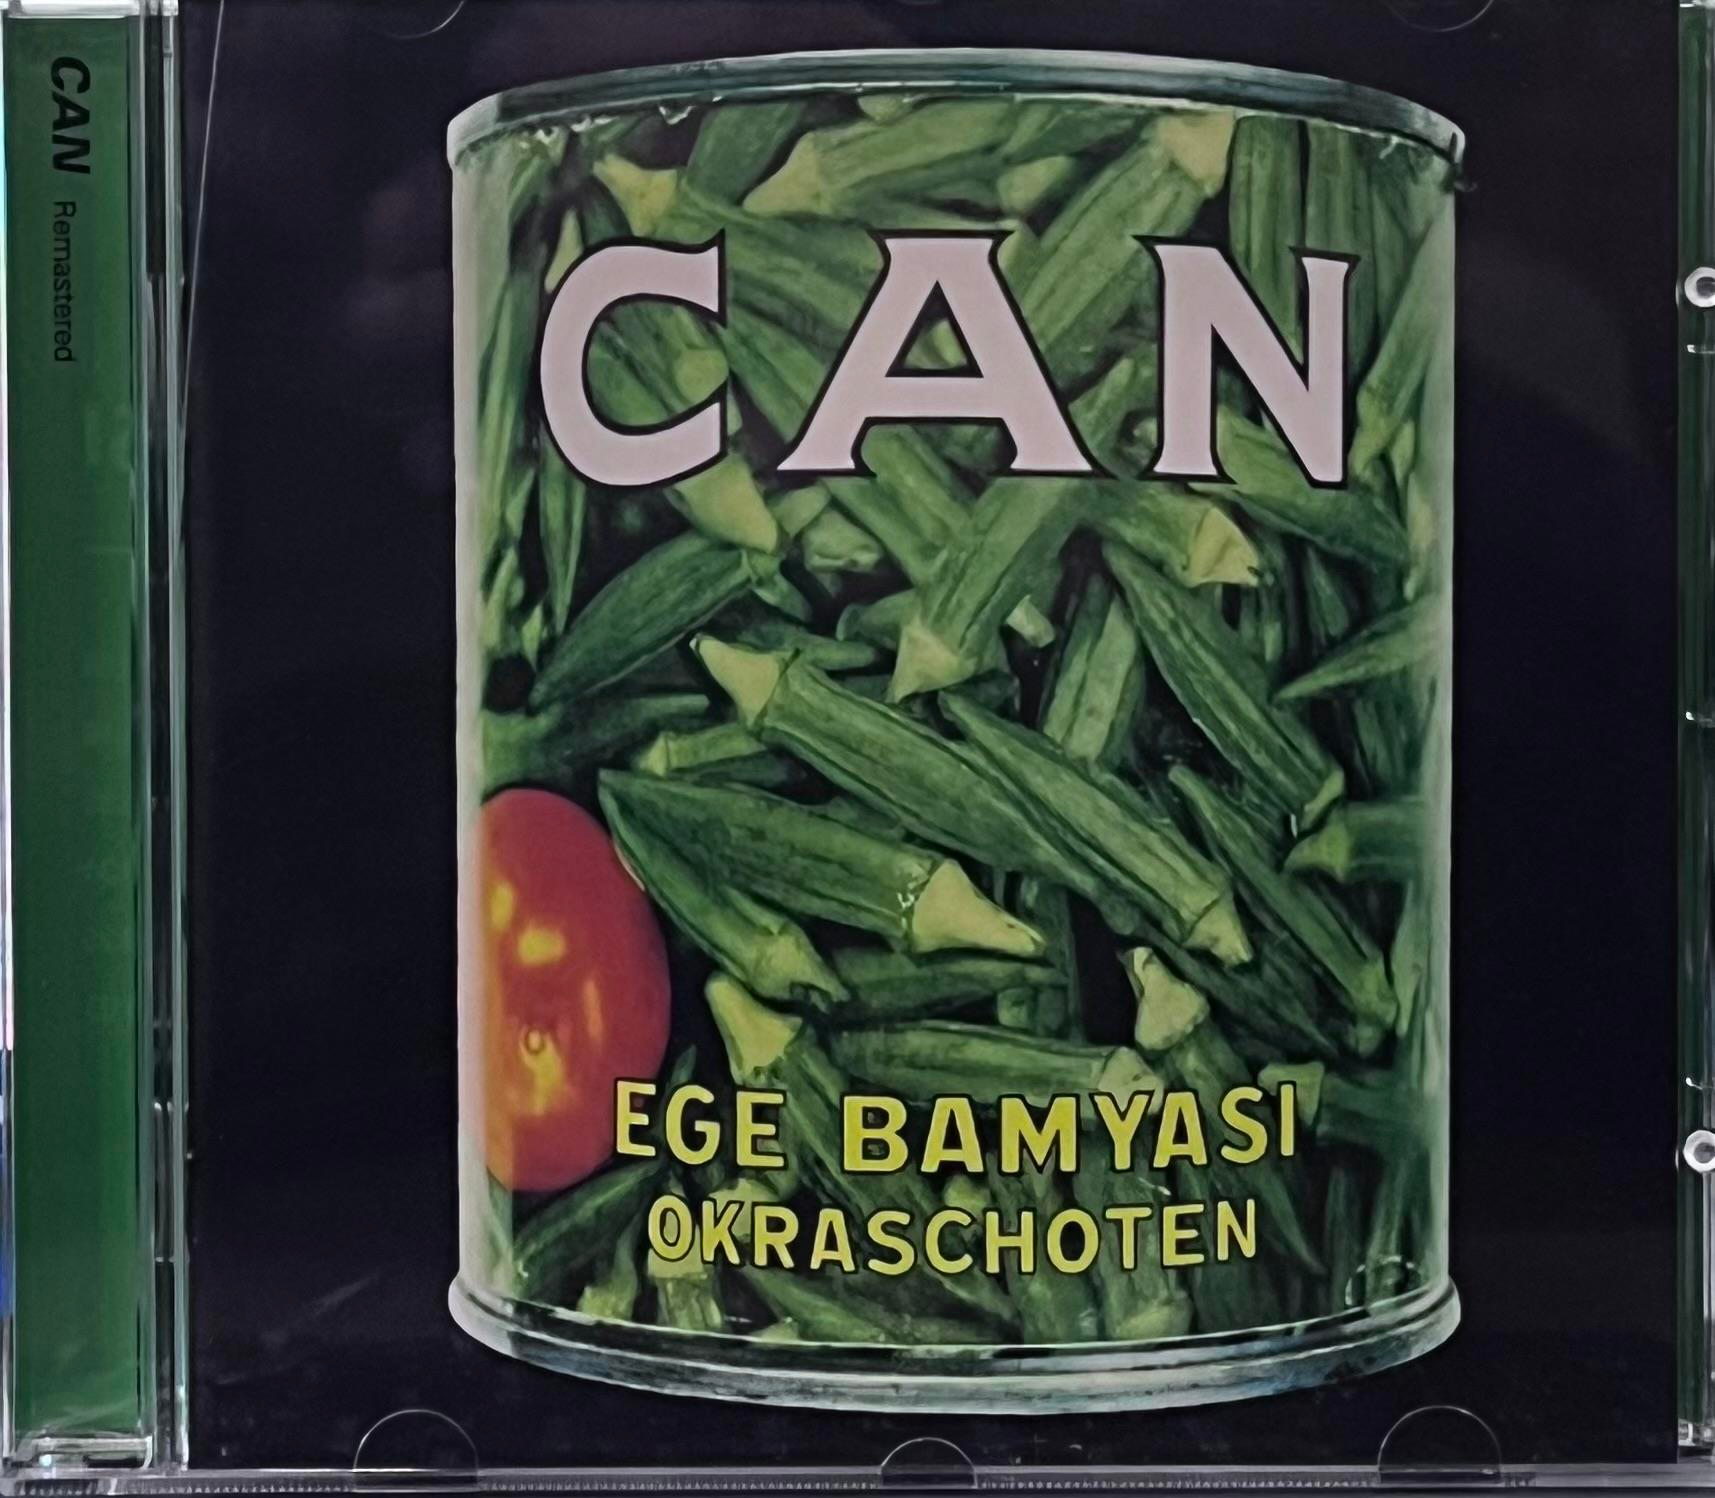 CAN Remastered
CAN
EGE BAMYASI
OKRASCHOTEN